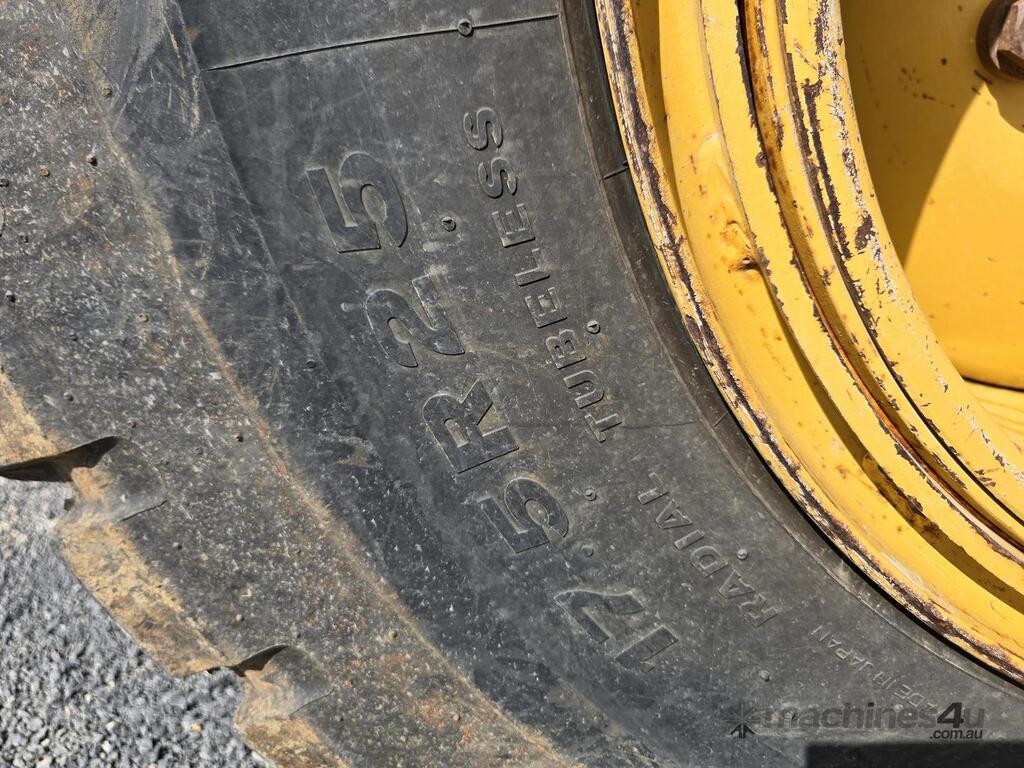 17.5R25
RADIAL TUBELESS
MADE IN JAPAN
machines4u
.com.au